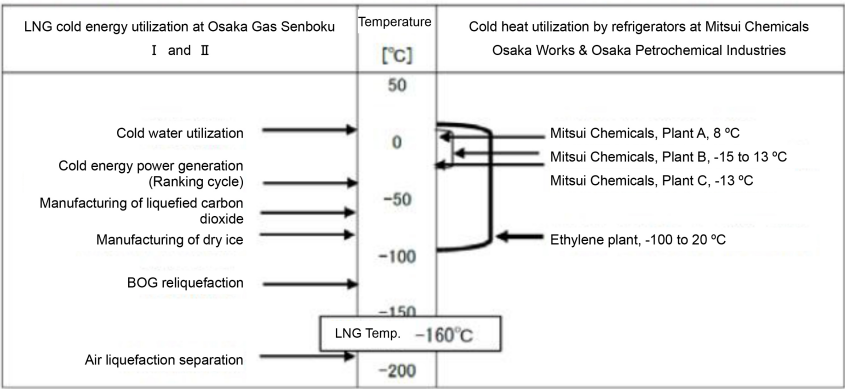 LNG cold energy utilization at Osaka Gas Senboku
Ⅰ and Ⅱ
Temperature
[℃]
Cold heat utilization by refrigerators at Mitsui Chemicals
Osaka Works & Osaka Petrochemical Industries
50
Cold water utilization
0
Mitsui Chemicals, Plant A, 8 ºC
Mitsui Chemicals, Plant B, -15 to 13 ºC
Cold energy power generation
(Ranking cycle)
Mitsui Chemicals, Plant C, -13 ºC
-50
Manufacturing of liquefied carbon
dioxide
Manufacturing of dry ice
Ethylene plant, -100 to 20 ºC
-100
BOG reliquefaction
-150
LNG Temp. -160℃
Air liquefaction separation
-200